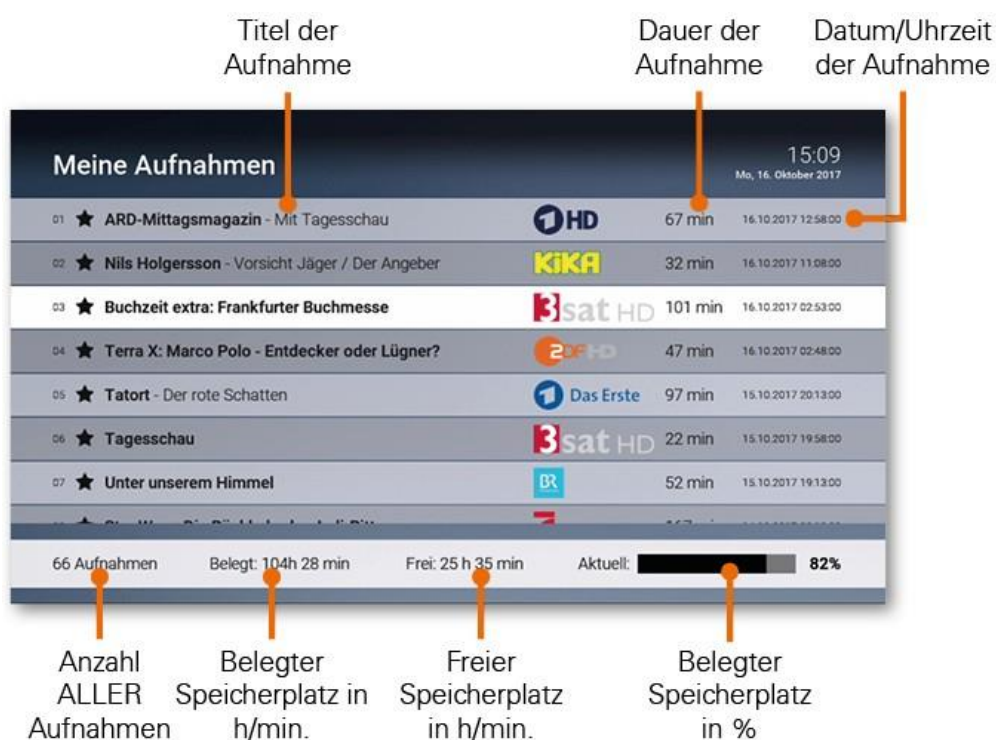 Titel der
Aufnahme
Dauer der
Aufnahme
Datum/Uhrzeit
der Aufnahme
Meine Aufnahmen
15:09
Mo, 16. Oktober 2017
01 ARD-Mittagsmagazin - Mit Tagesschau HD 67 min 16.10.2017 12:58:00
02 Nils Holgersson - Vorsicht Jäger / Der Angeber KiKA 32 min 16.10.2017 11:08:00
03 Buchzeit extra: Frankfurter Buchmesse 3sat HD 101 min 16.10.2017 02:53:00
04 Terra X: Marco Polo - Entdecker oder Lügner? ZDF HD 47 min 16.10.2017 02:48:00
05 Tatort - Der rote Schatten Das Erste 97 min 15.10.2017 20:13:00
06 Tagesschau 3sat HD 22 min 15.10.2017 19:58:00
07 Unter unserem Himmel BR 52 min 15.10.2017 19:13:00
66 Aufnahmen Belegt: 104h 28 min Frei: 25 h 35 min Aktuell: 82%
Anzahl
ALLER
Aufnahmen
Belegter
Speicherplatz in
h/min.
Freier
Speicherplatz
in h/min.
Belegter
Speicherplatz
in %